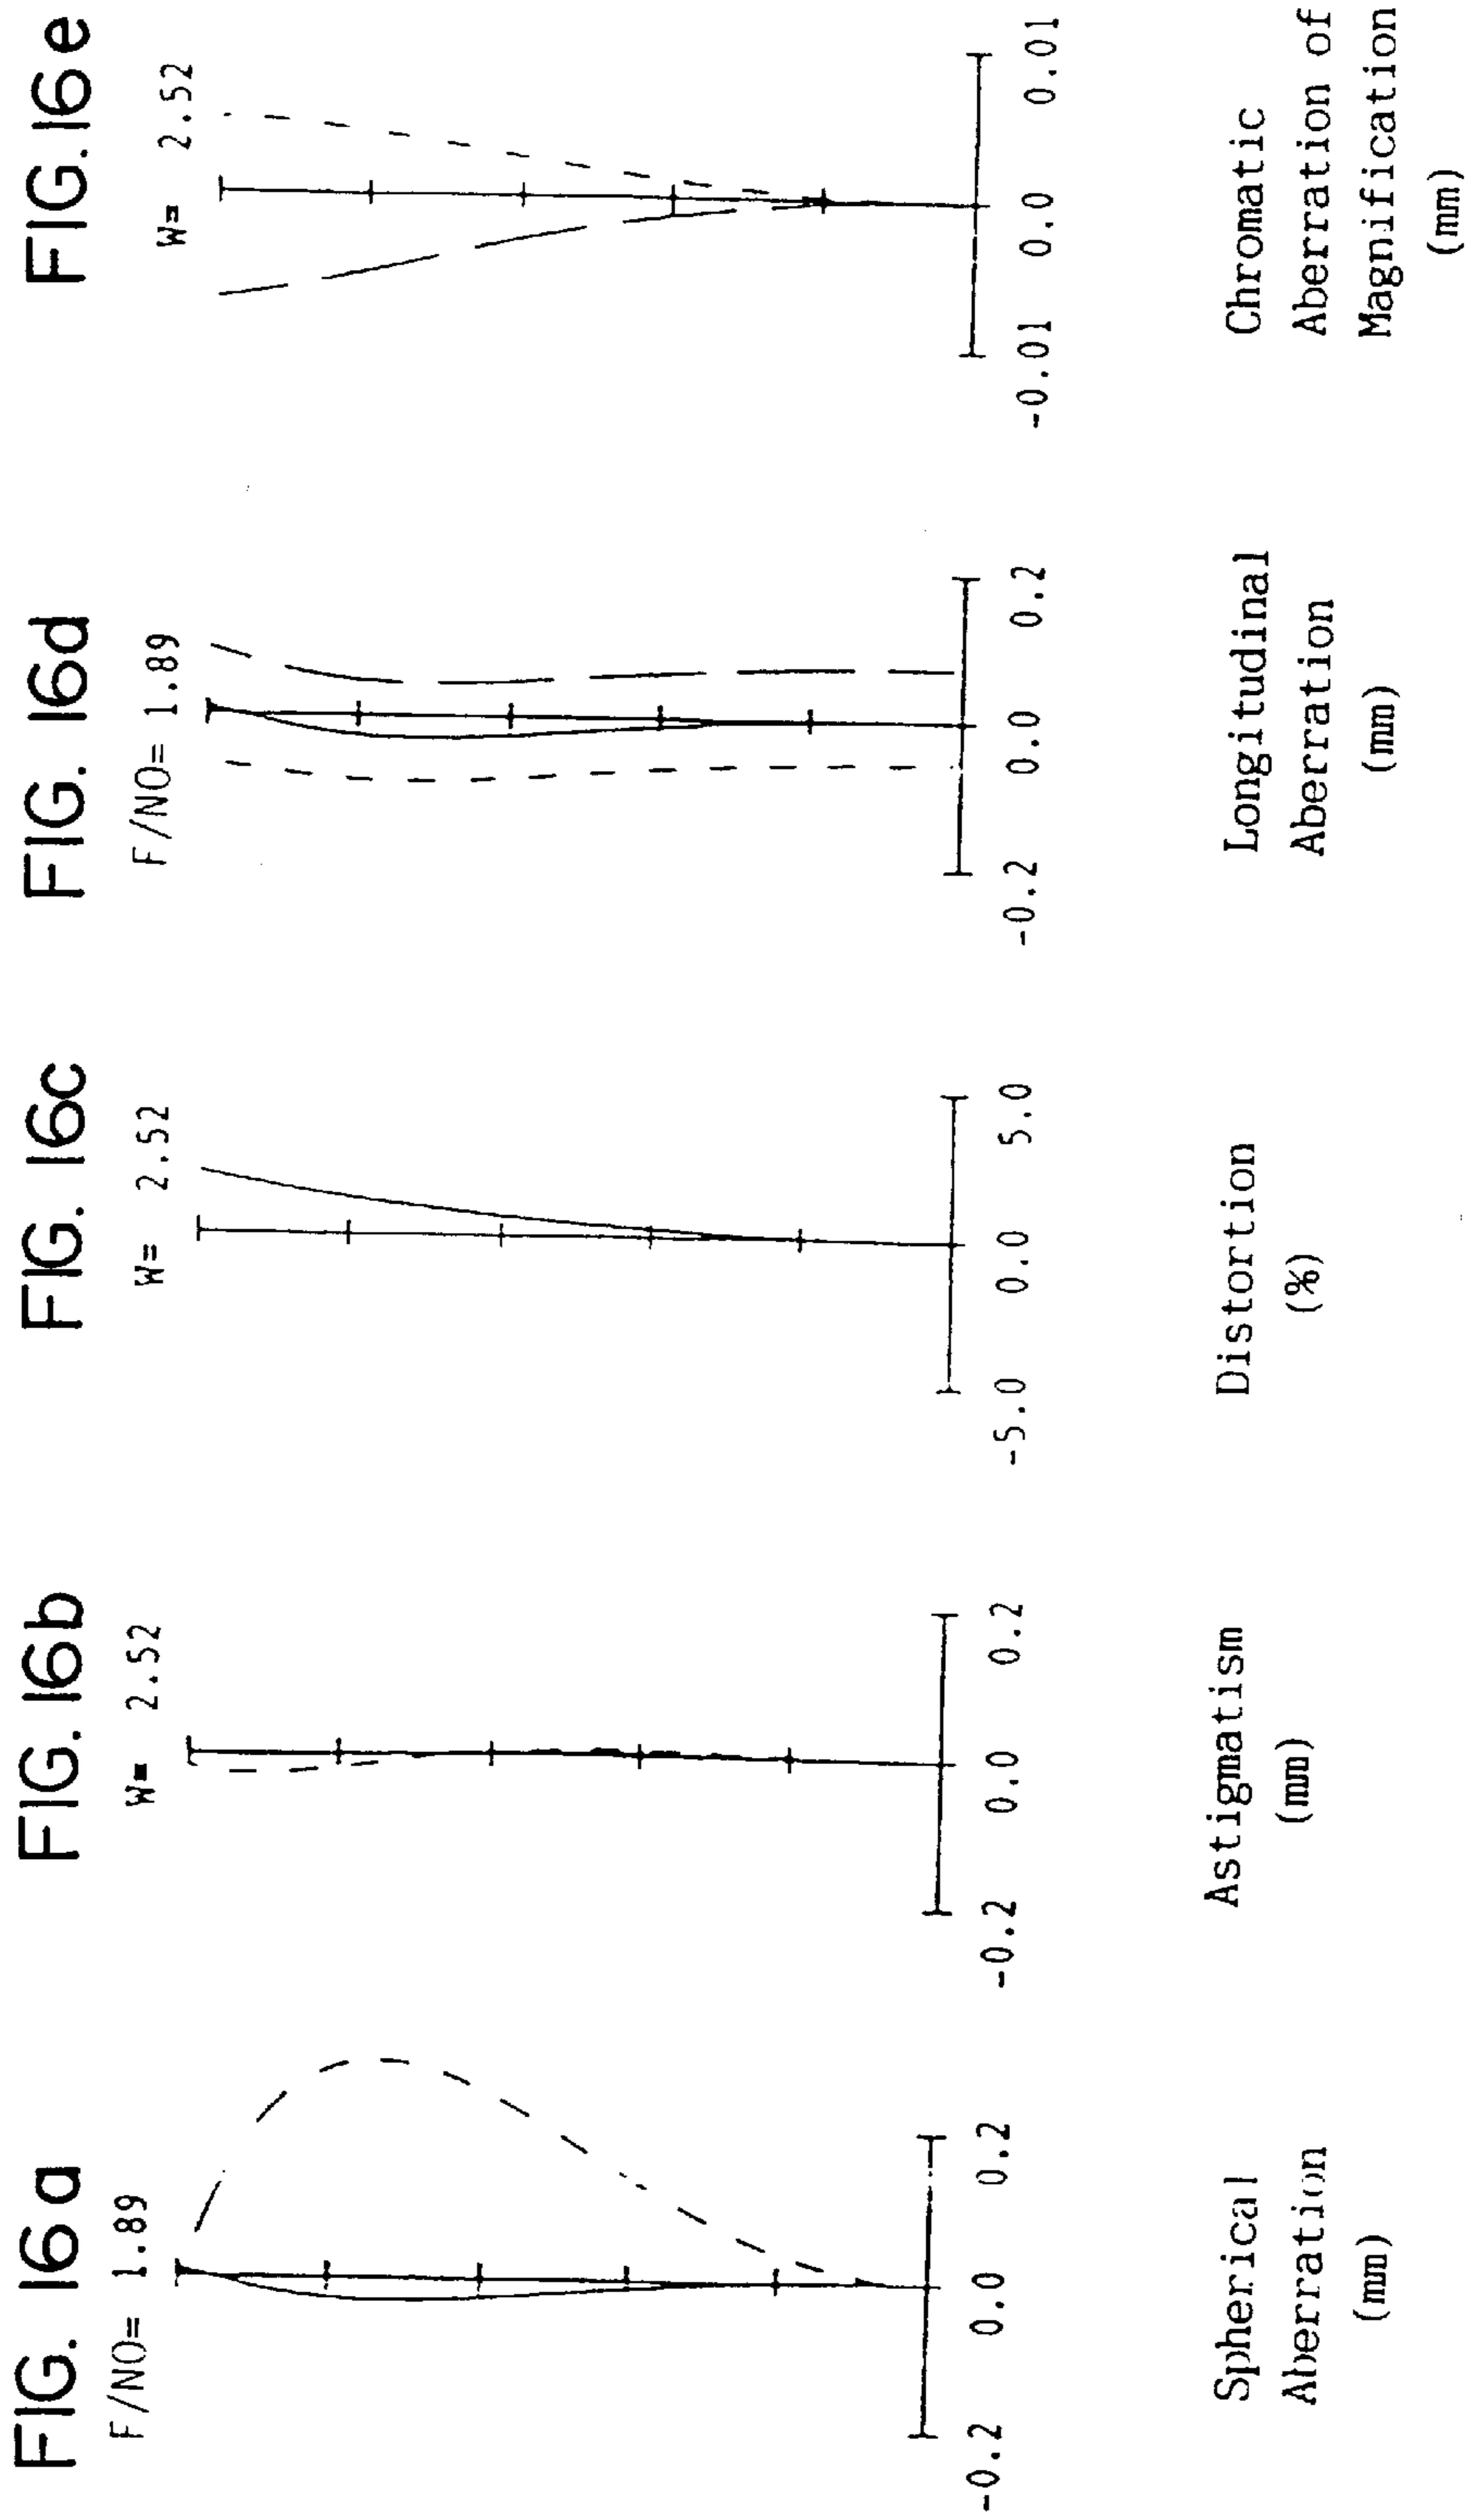 FIG. 16a
F/NO= 1.89
-0.2 0.0 0.2
Spherical
Aberration
(mm)
FIG. 16b
W= 2.52
-0.2 0.0 0.2
Astigmatism
(mm)
FIG. 16c
W= 2.52
-5.0 0.0 5.0
Distortion
(%)
FIG. 16d
F/NO= 1.89
-0.2 0.0 0.2
Longitudinal
Aberration
(mm)
FIG. 16e
W= 2.52
-0.01 0.0 0.01
Chromatic
Aberration of
Magnification
(mm)